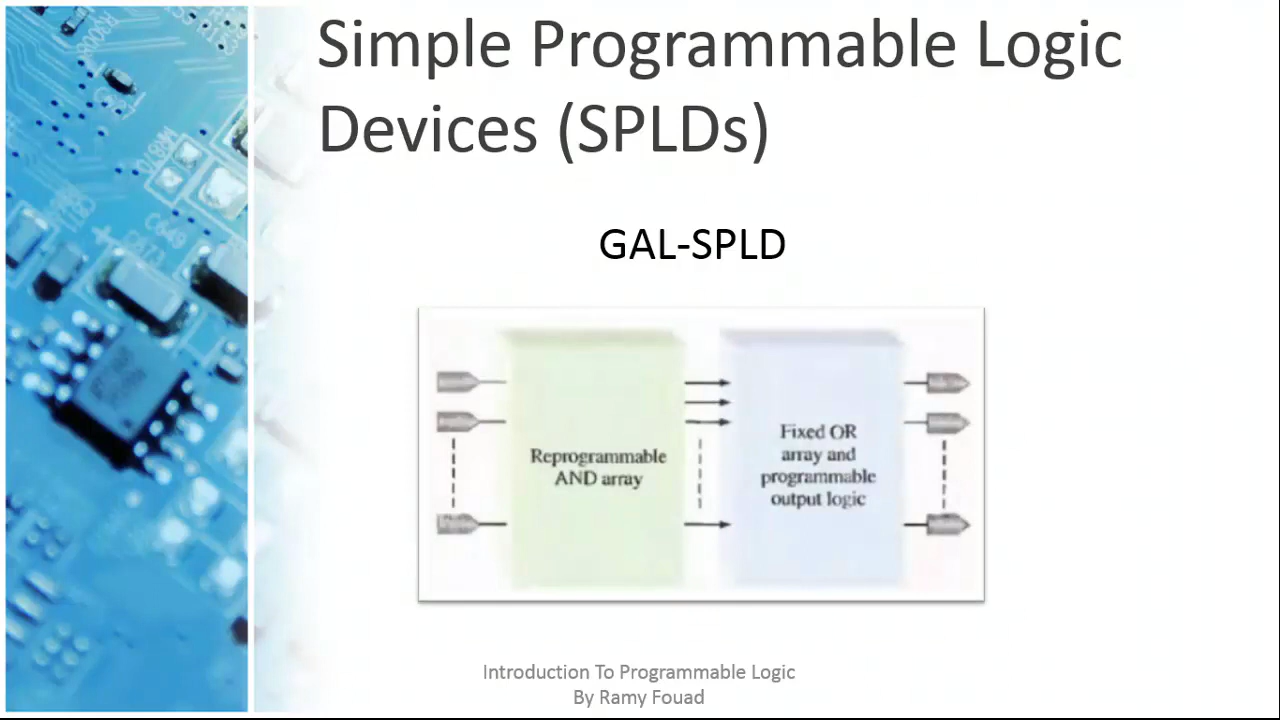 Simple Programmable Logic
Devices (SPLDs)
GAL-SPLD
Reprogrammable
AND array
Fixed OR
array and
programmable
output logic
Introduction To Programmable Logic
By Ramy Fouad